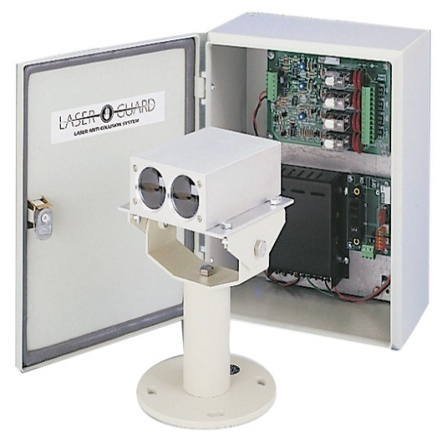 LASER GUARD
LASER ANTI-COLLISION SYSTEM